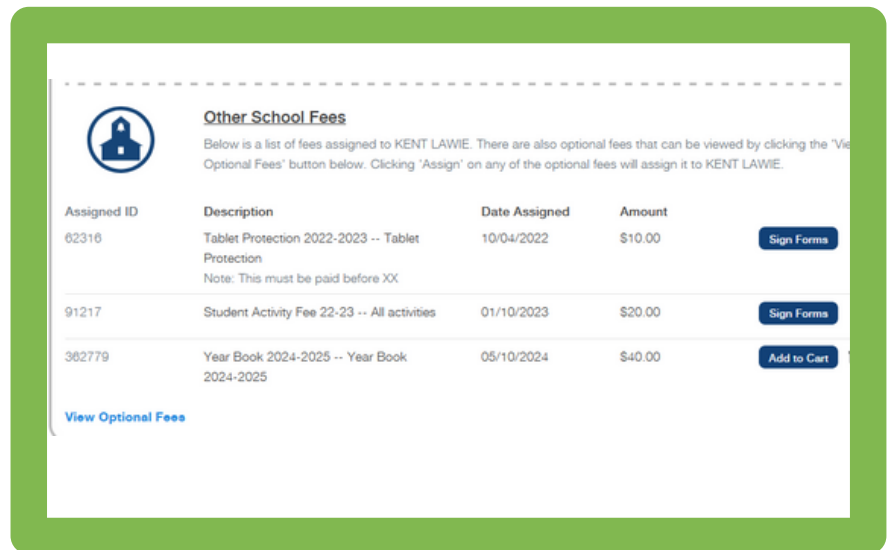 Other School Fees
Below is a list of fees assigned to KENT LAWIE. There are also optional fees that can be viewed by clicking the
Optional Fees' button below. Clicking 'Assign' on any of the optional fees will assign it to KENT LAWIE.
Assigned ID Description Date Assigned Amount
62316 Tablet Protection 2022-2023 -- Tablet 10/04/2022 $10.00 Sign Forms
Protection
Note: This must be paid before XX
91217 Student Activity Fee 22-23 -- All activities 01/10/2023 $20.00 Sign Forms
362779 Year Book 2024-2025 -- Year Book 05/10/2024 $40.00 Add to Cart
2024-2025
View Optional Fees